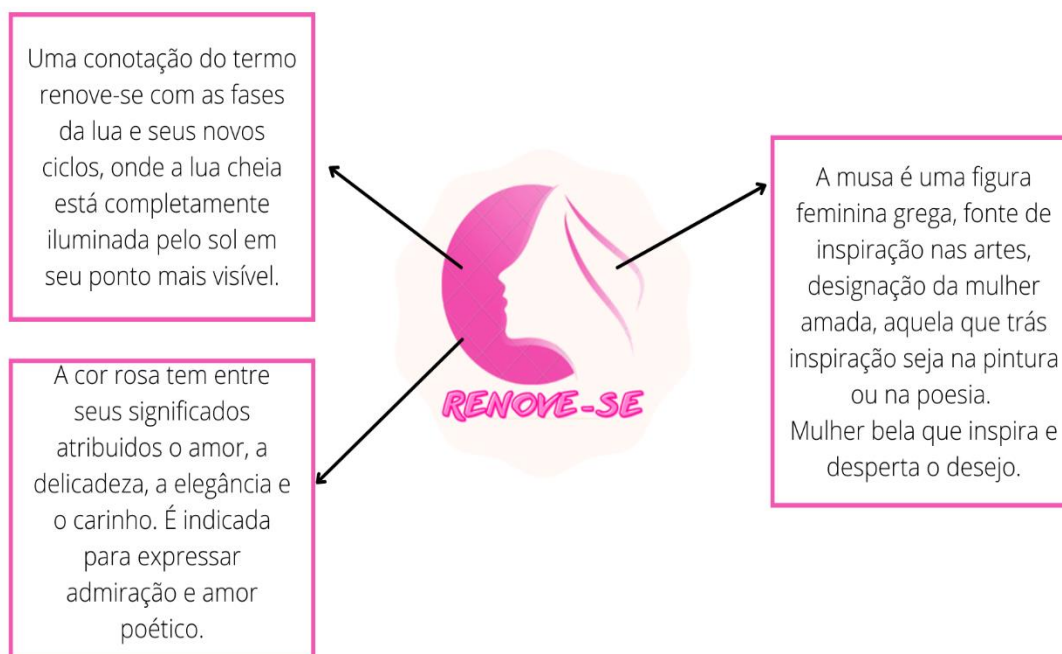 Uma conotação do termo
renove-se com as fases
da lua e seus novos
ciclos, onde a lua cheia
está completamente
iluminada pelo sol em
seu ponto mais visível.
A cor rosa tem entre
seus significados
atribuidos o amor, a
delicadeza, a elegância e
o carinho. É indicada
para expressar
admiração e amor
poético.
RENOVE-SE
A musa é uma figura
feminina grega, fonte de
inspiração nas artes,
designação da mulher
amada, aquela que trás
inspiração seja na pintura
ou na poesia.
Mulher bela que inspira e
desperta o desejo.